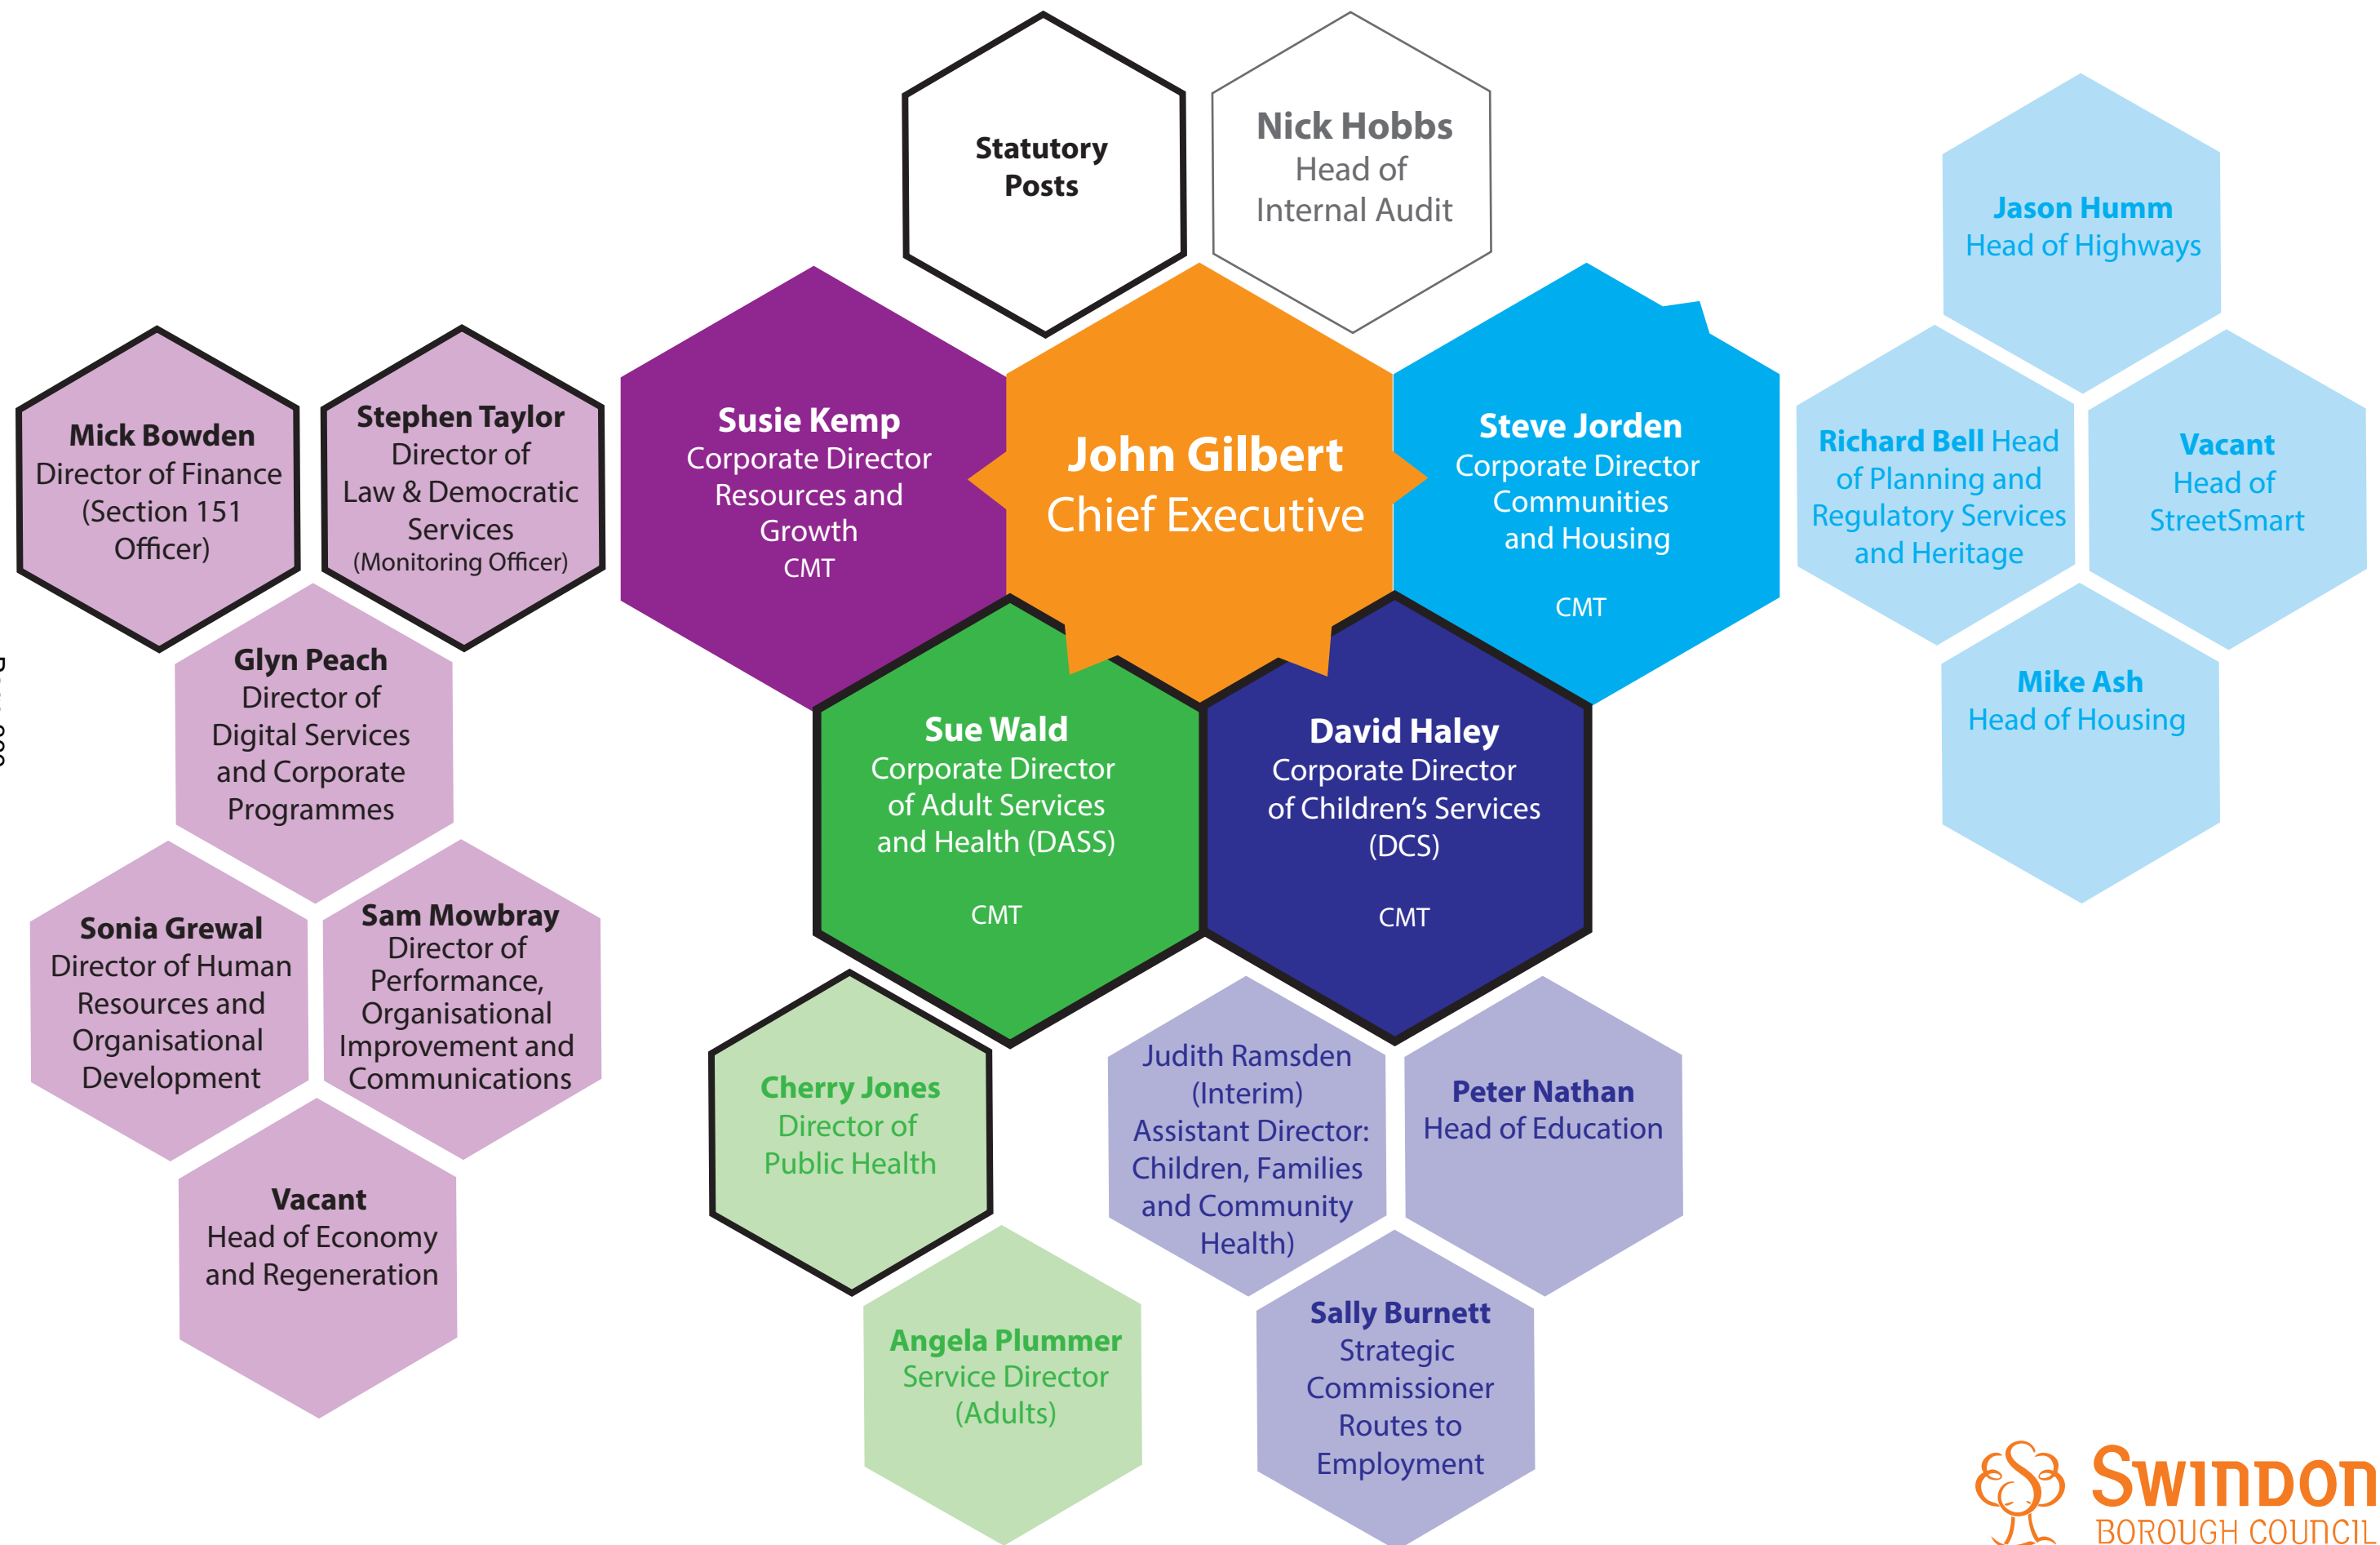 Statutory
Posts
Nick Hobbs
Head of
Internal Audit
Jason Humm
Head of Highways
Mick Bowden
Director of Finance
(Section 151
Officer)
Stephen Taylor
Director of
Law & Democratic
Services
(Monitoring Officer)
Susie Kemp
Corporate Director
Resources and
Growth
CMT
John Gilbert
Chief Executive
Steve Jorden
Corporate Director
Communities
and Housing
CMT
Richard Bell Head
of Planning and
Regulatory Services
and Heritage
Vacant
Head of
StreetSmart
Glyn Peach
Director of
Digital Services
and Corporate
Programmes
Sue Wald
Corporate Director
of Adult Services
and Health (DASS)
CMT
David Haley
Corporate Director
of Children's Services
(DCS)
CMT
Mike Ash
Head of Housing
Sonia Grewal
Director of Human
Resources and
Organisational
Development
Sam Mowbray
Director of
Performance,
Organisational
Improvement and
Communications
Cherry Jones
Director of
Public Health
Judith Ramsden
(Interim)
Assistant Director:
Children, Families
and Community
Health)
Peter Nathan
Head of Education
Vacant
Head of Economy
and Regeneration
Angela Plummer
Service Director
(Adults)
Sally Burnett
Strategic
Commissioner
Routes to
Employment
SWINDON
BOROUGH COUNCIL